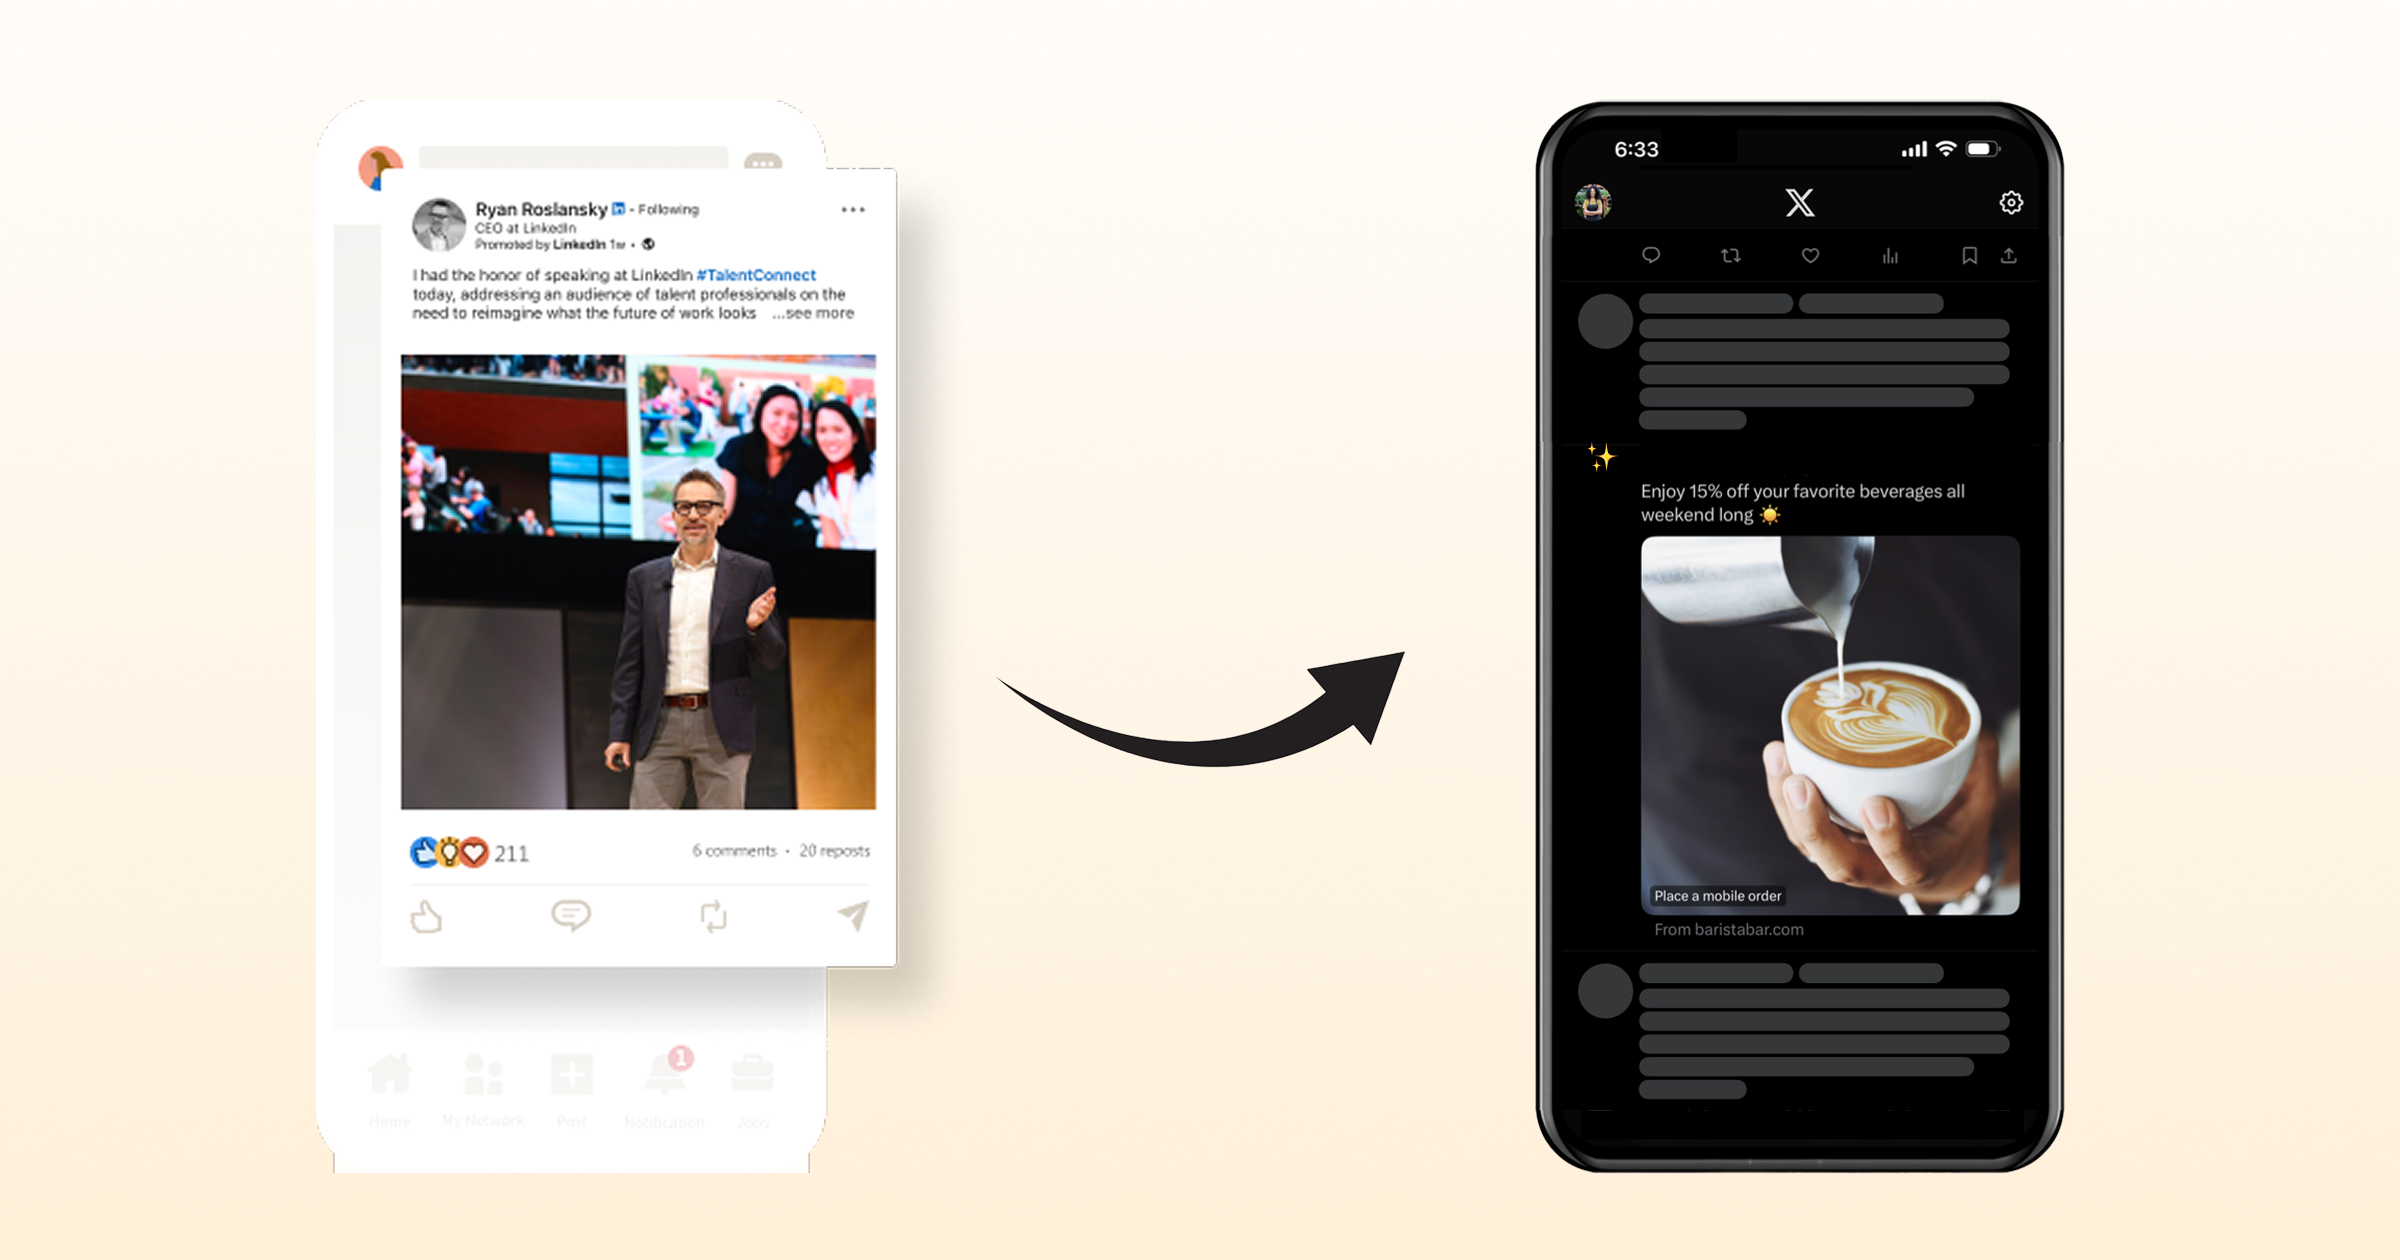 Ryan Roslansky in - Following
CEO at LinkedIn
Promoted by LinkedIn 1w •
I had the honor of speaking at LinkedIn #TalentConnect
today, addressing an audience of talent professionals on the
need to reimagine what the future of work looks ...see more
211
6 comments • 20 reposts
1
Home
My Network
Post
Notification
Jobs
6:33
X
Enjoy 15% off your favorite beverages all
weekend long ☀️
Place a mobile order
From baristabar.com